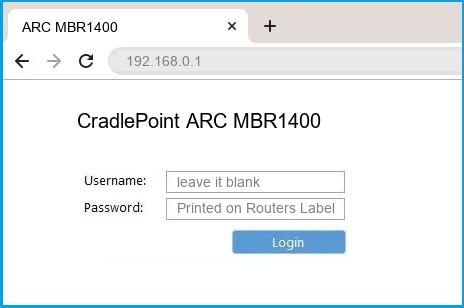 ARC MBR1400
192.168.0.1
CradlePoint ARC MBR1400
Username: leave it blank
Password: Printed on Routers Label
Login